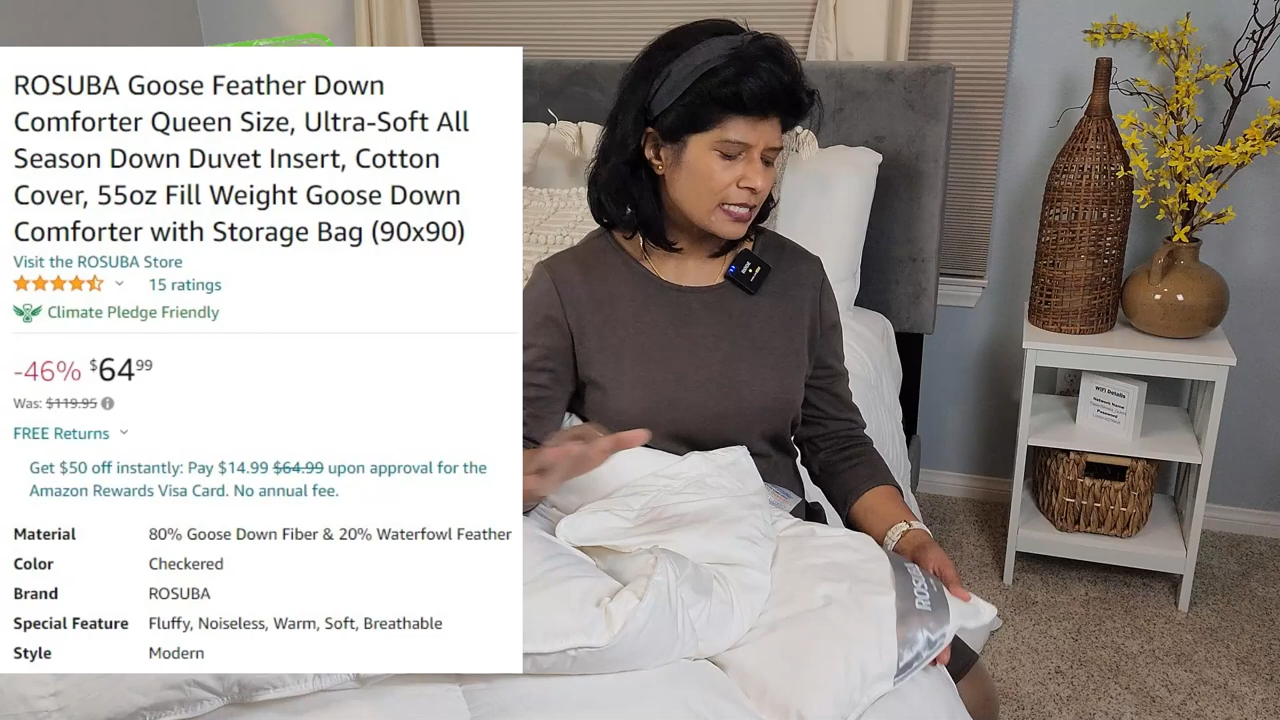 ROSUBA Goose Feather Down
Comforter Queen Size, Ultra-Soft All
Season Down Duvet Insert, Cotton
Cover, 55oz Fill Weight Goose Down
Comforter with Storage Bag (90x90)
Visit the ROSUBA Store
15 ratings
Climate Pledge Friendly
-46% $64 99
Was: $119.95
FREE Returns
Get $50 off instantly: Pay $14.99 $64.99 upon approval for the
Amazon Rewards Visa Card. No annual fee.
Material 80% Goose Down Fiber & 20% Waterfowl Feather
Color Checkered
Brand ROSUBA
Special Feature Fluffy, Noiseless, Warm, Soft, Breathable
Style Modern
WiFi Details
Network Name
Password
ROSUBA